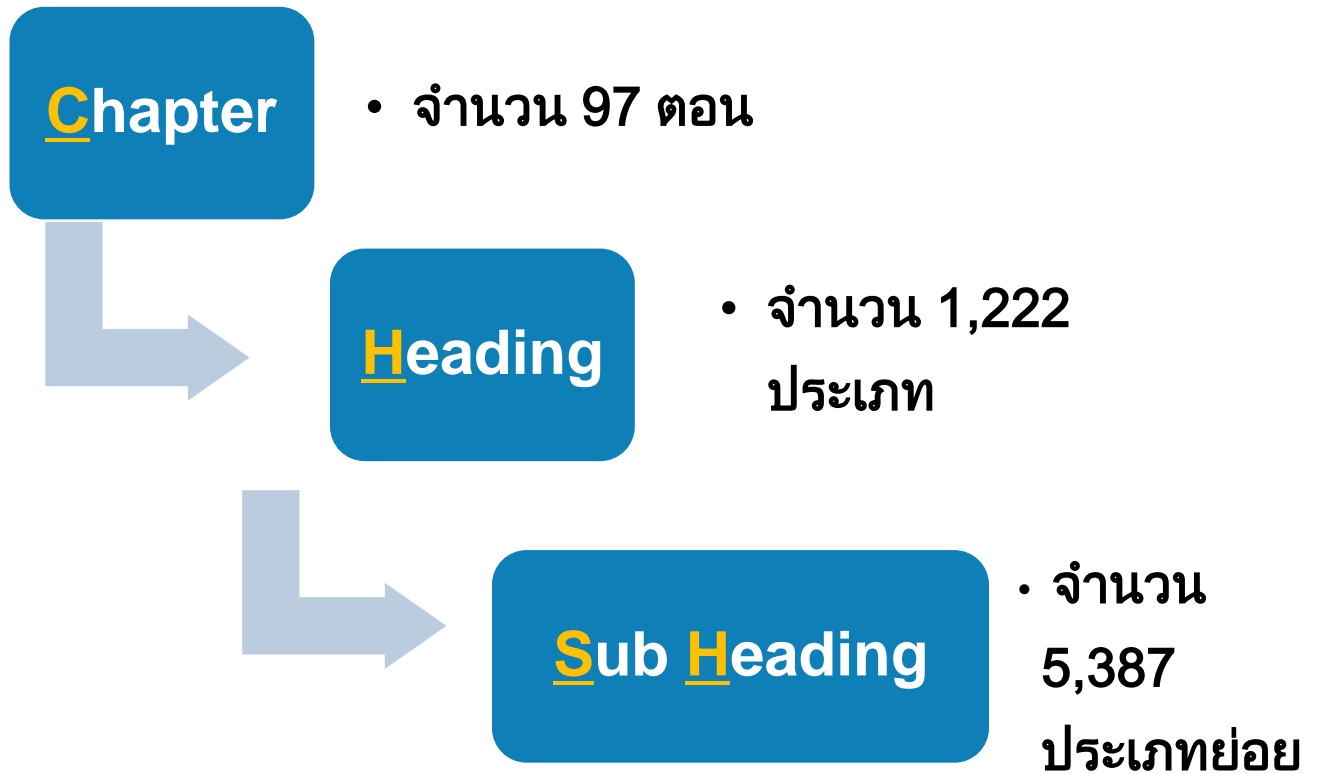 Chapter
• จำนวน 97 ตอน
Heading
• จำนวน 1,222
ประเภท
Sub Heading
• จำนวน
5,387
ประเภทย่อย